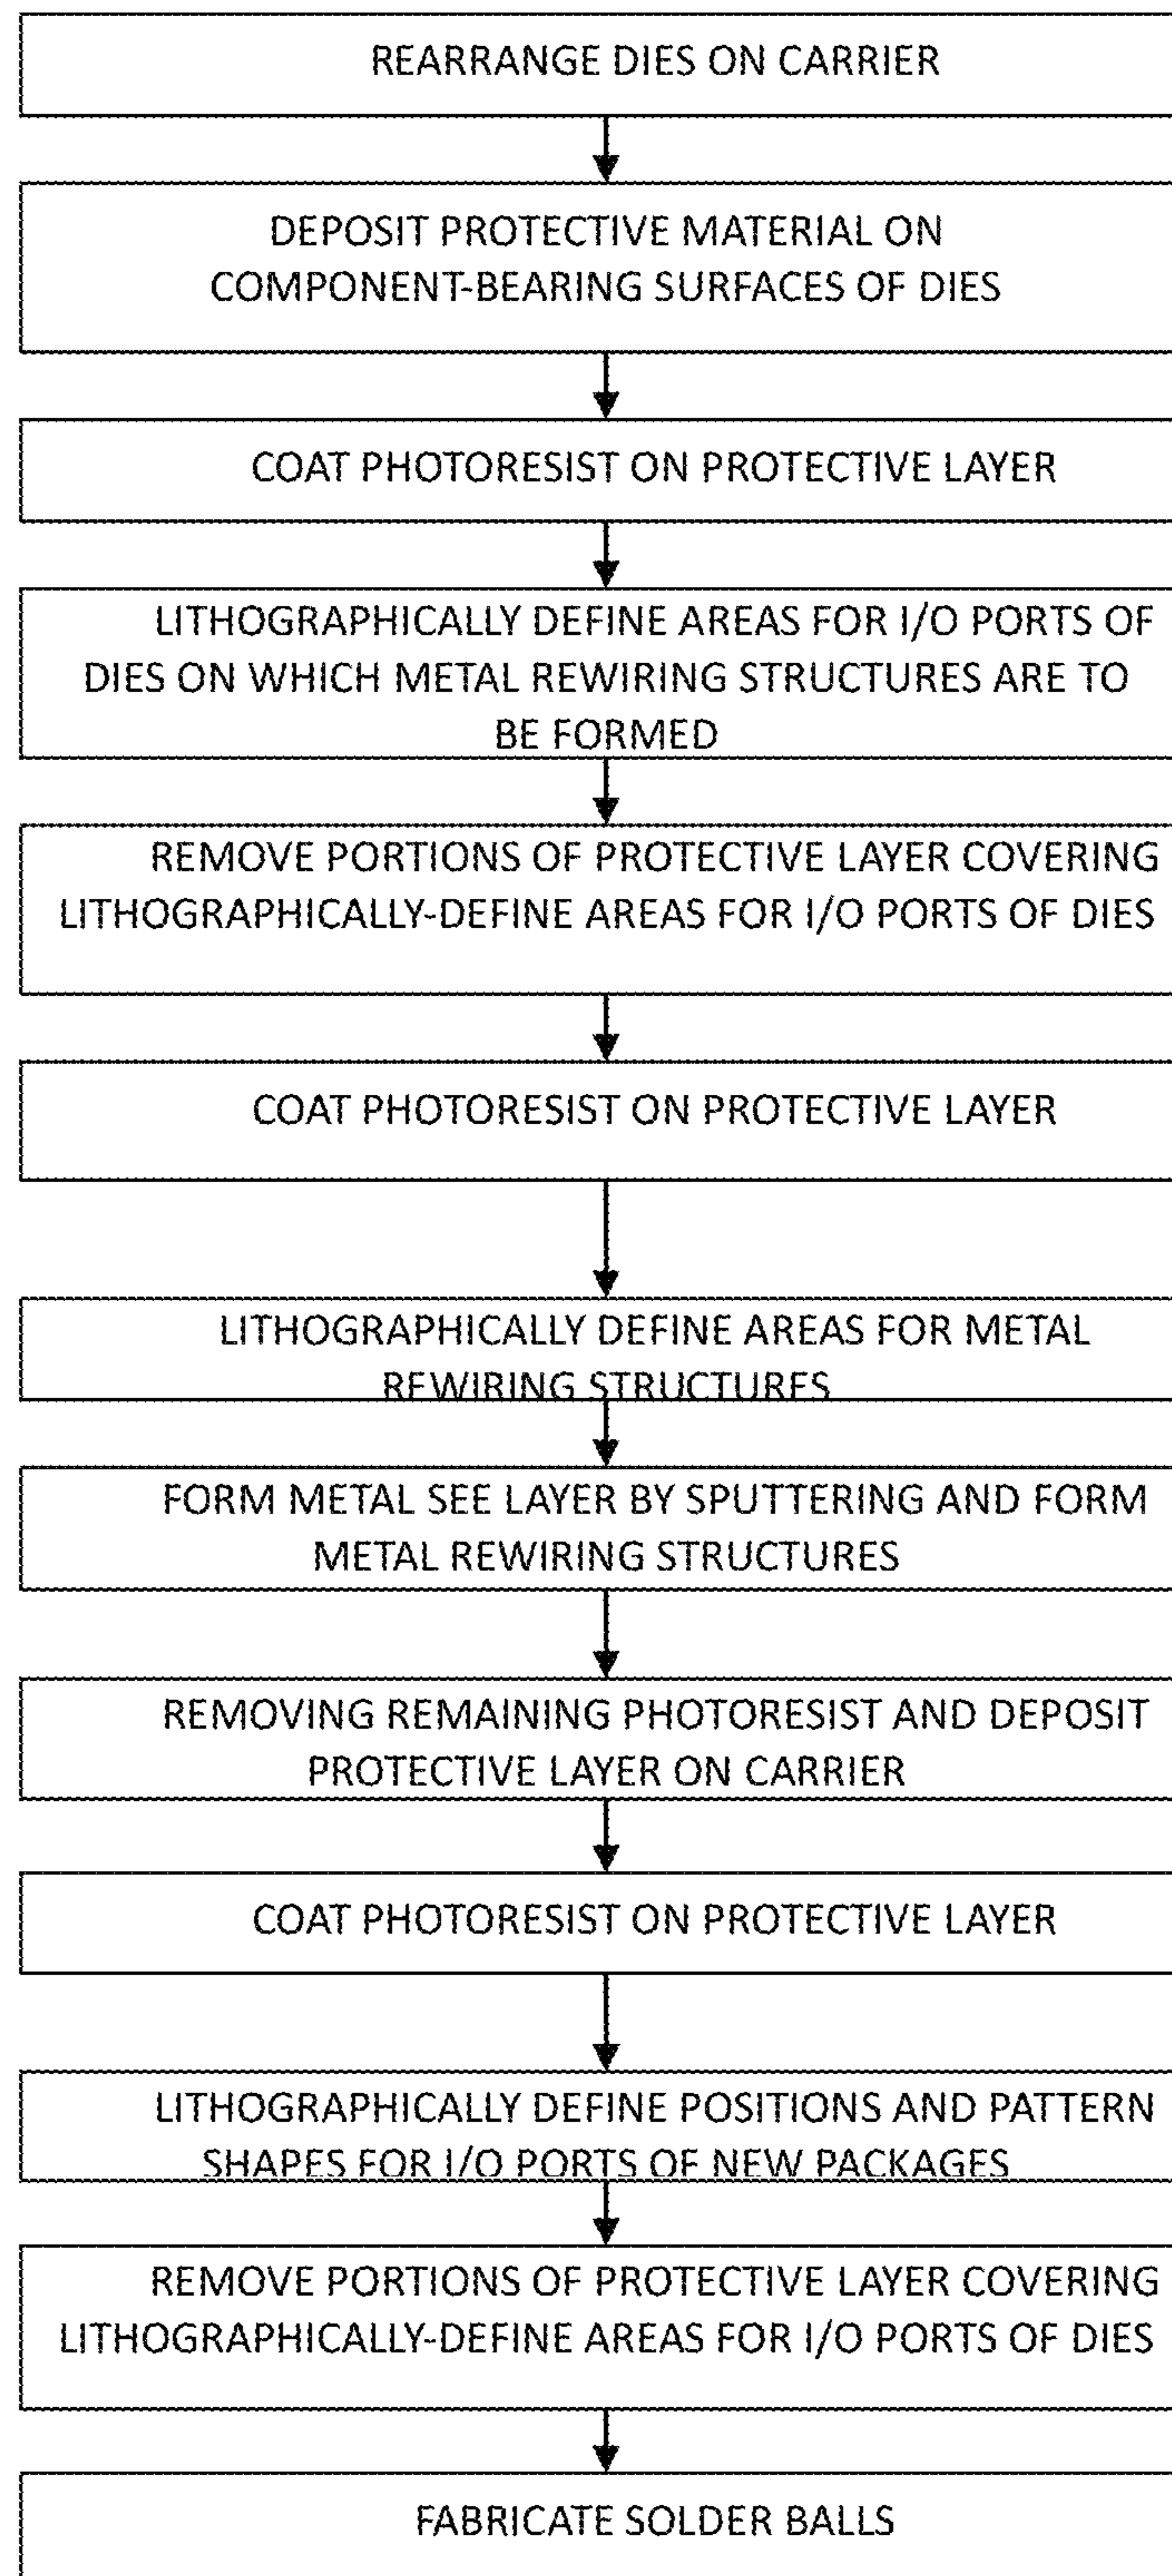 REARRANGE DIES ON CARRIER
DEPOSIT PROTECTIVE MATERIAL ON
COMPONENT-BEARING SURFACES OF DIES
COAT PHOTORESIST ON PROTECTIVE LAYER
LITHOGRAPHICALLY DEFINE AREAS FOR I/O PORTS OF
DIES ON WHICH METAL REWIRING STRUCTURES ARE TO
BE FORMED
REMOVE PORTIONS OF PROTECTIVE LAYER COVERING
LITHOGRAPHICALLY-DEFINE AREAS FOR I/O PORTS OF DIES
COAT PHOTORESIST ON PROTECTIVE LAYER
LITHOGRAPHICALLY DEFINE AREAS FOR METAL
REWIRING STRUCTURES
FORM METAL SEE LAYER BY SPUTTERING AND FORM
METAL REWIRING STRUCTURES
REMOVING REMAINING PHOTORESIST AND DEPOSIT
PROTECTIVE LAYER ON CARRIER
COAT PHOTORESIST ON PROTECTIVE LAYER
LITHOGRAPHICALLY DEFINE POSITIONS AND PATTERN
SHAPES FOR I/O PORTS OF NEW PACKAGES
REMOVE PORTIONS OF PROTECTIVE LAYER COVERING
LITHOGRAPHICALLY-DEFINE AREAS FOR I/O PORTS OF DIES
FABRICATE SOLDER BALLS